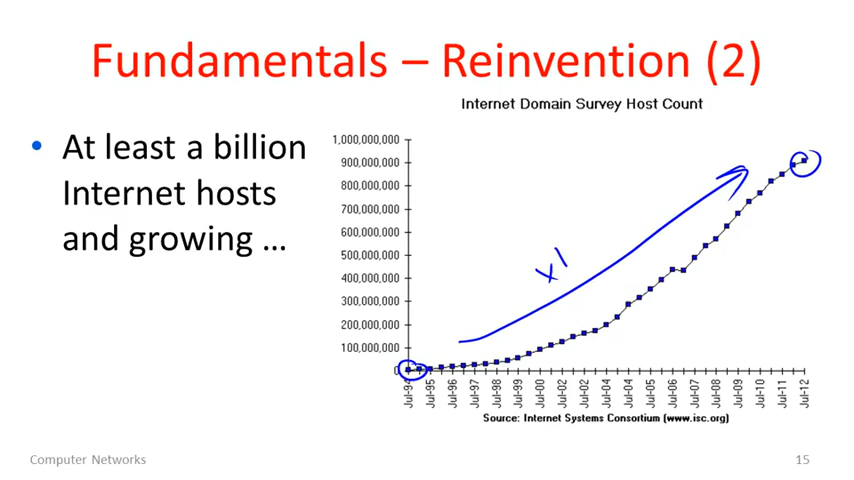 Fundamentals – Reinvention (2)
Internet Domain Survey Host Count
• At least a billion
Internet hosts
and growing …
1,000,000,000
900,000,000
800,000,000
700,000,000
600,000,000
500,000,000
400,000,000
300,000,000
200,000,000
100,000,000
0
x1
Jul-94
Jul-95
Jul-96
Jul-97
Jul-98
Jul-99
Jul-00
Jul-02
Jul-02
Jul-03
Jul-04
Jul-05
Jul-06
Jul-07
Jul-08
Jul-09
Jul-10
Jul-11
Jul-12
Source: Internet Systems Consortium (www.isc.org)
Computer Networks
15